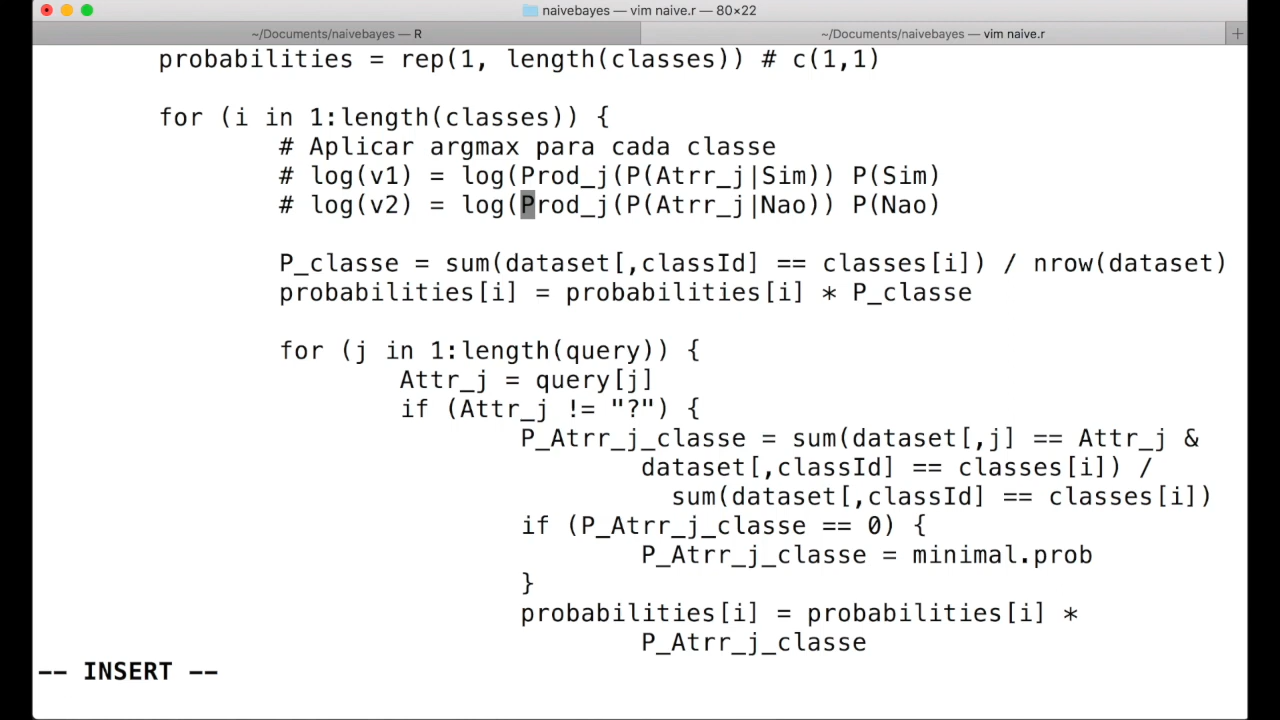 naivebayes — vim naive.r — 80×22
~/Documents/naivebayes — R
~/Documents/naivebayes — vim naive.r
+
probabilities = rep(1, length(classes)) # c(1,1)
for (i in 1:length(classes)) {
# Aplicar argmax para cada classe
# log(v1) = log(Prod_j(P(Atrr_j|Sim)) P(Sim)
# log(v2) = log(Prod_j(P(Atrr_j|Nao)) P(Nao)
P_classe = sum(dataset[,classId] == classes[i]) / nrow(dataset)
probabilities[i] = probabilities[i] * P_classe
for (j in 1:length(query)) {
Attr_j = query[j]
if (Attr_j != "?") {
P_Atrr_j_classe = sum(dataset[,j] == Attr_j &
dataset[,classId] == classes[i]) /
sum(dataset[,classId] == classes[i])
if (P_Atrr_j_classe == 0) {
P_Atrr_j_classe = minimal.prob
}
probabilities[i] = probabilities[i] *
P_Atrr_j_classe
-- INSERT --